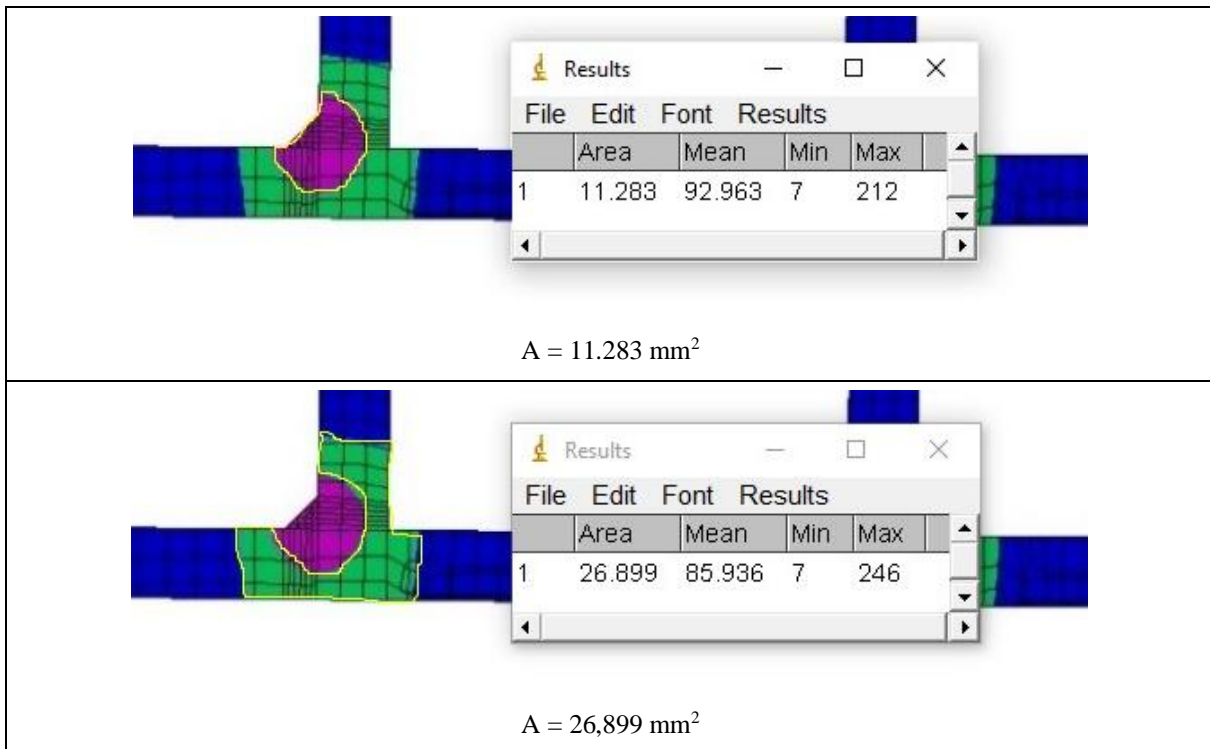 Results
File Edit Font Results
Area Mean Min Max
1 11.283 92.963 7 212
A = 11.283 mm²
Results
File Edit Font Results
Area Mean Min Max
1 26.899 85.936 7 246
A = 26,899 mm²